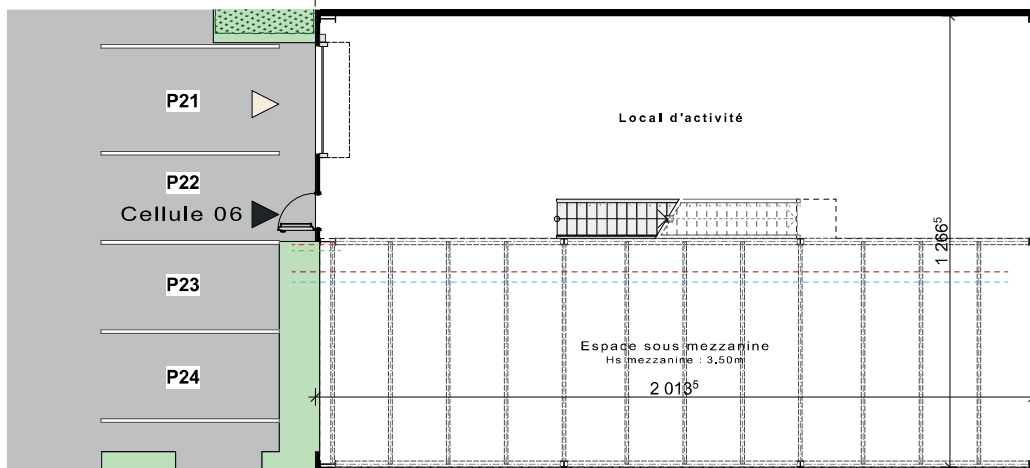 P21
Local d'activité
P22
Cellule 06
1 266⁵
P23
Espace sous mezzanine
Hs mezzanine : 3.50m
P24
2 013⁵